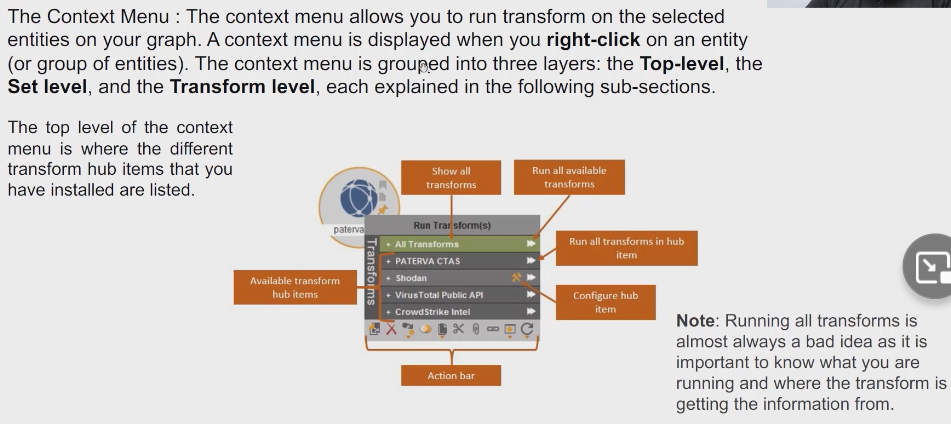 The Context Menu : The context menu allows you to run transform on the selected
entities on your graph. A context menu is displayed when you right-click on an entity
(or group of entities). The context menu is grouped into three layers: the Top-level, the
Set level, and the Transform level, each explained in the following sub-sections.
The top level of the context
menu is where the different
transform hub items that you
have installed are listed.
Show all
transforms
Run all available
transforms
paterva
Run Transform(s)
Transforms
+ All Transforms
+ PATERVA CTAS
+ Shodan
+ VirusTotal Public API
+ CrowdStrike Intel
Run all transforms in hub
item
Available transform
hub items
Configure hub
item
Action bar
Note: Running all transforms is
almost always a bad idea as it is
important to know what you are
running and where the transform is
getting the information from.